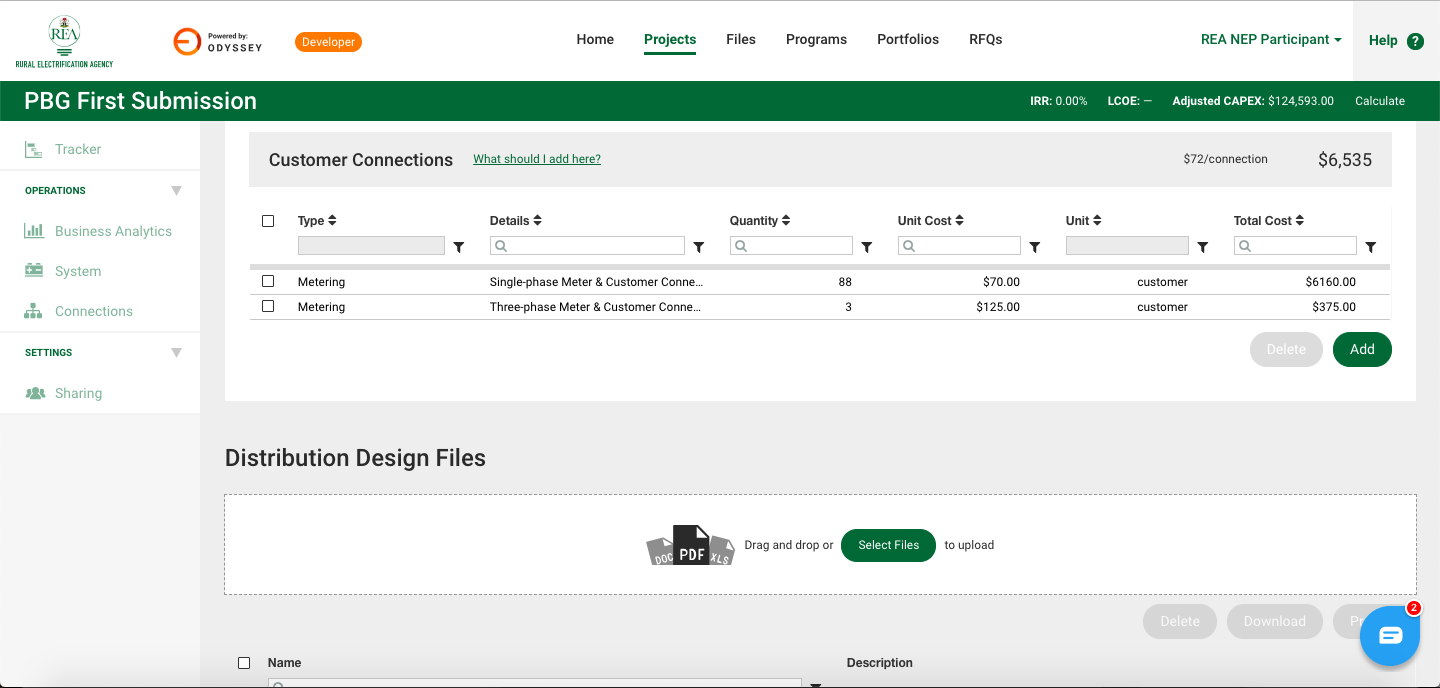 REA
RURAL ELECTRIFICATION AGENCY
Powered by:
ODYSSEY
Developer
Home Projects Files Programs Portfolios RFQs
REA NEP Participant
Help ?
PBG First Submission
IRR: 0.00% LCOE: — Adjusted CAPEX: $124,593.00 Calculate
Tracker
OPERATIONS
Business Analytics
System
Connections
SETTINGS
Sharing
Customer Connections What should I add here? $72/connection $6,535
Type Details Quantity Unit Cost Unit Total Cost
Metering Single-phase Meter & Customer Conne... 88 $70.00 customer $6160.00
Metering Three-phase Meter & Customer Conne... 3 $125.00 customer $375.00
Delete Add
Distribution Design Files
DOC PDF XLS Drag and drop or Select Files to upload
Delete Download
2
Name Description